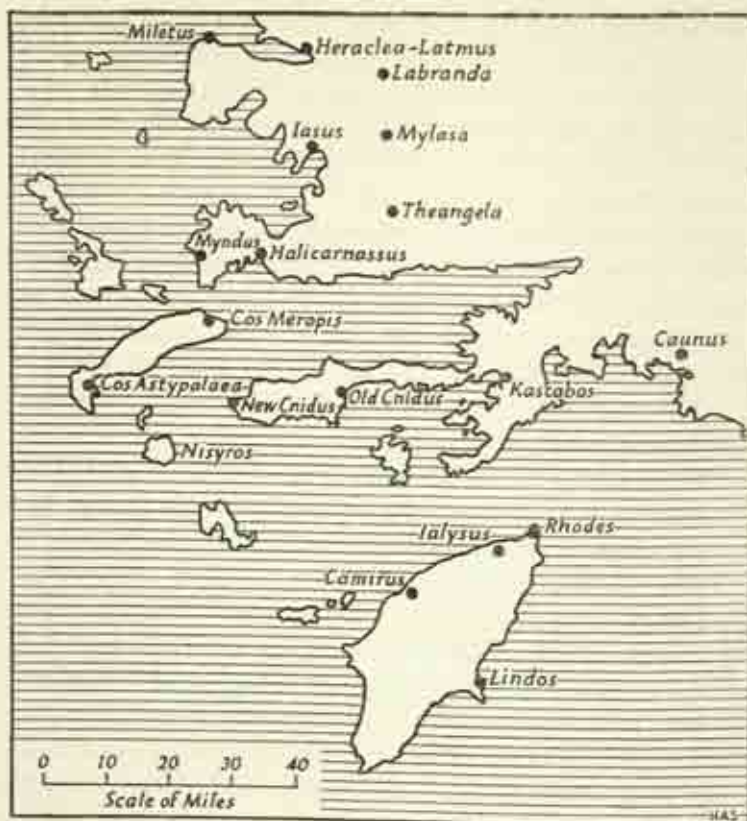 Miletus
Heraclea-Latmus
Labranda
Iasus
Mylasa
Theangela
Myndus
Halicarnassus
Cos Meropis
Caunus
Cos Astypalaea
New Cnidus
Old Cnidus
Kastabos
Nisyros
Rhodes
Ialysus
Camirus
Lindos
0 10 20 30 40
Scale of Miles
HAS